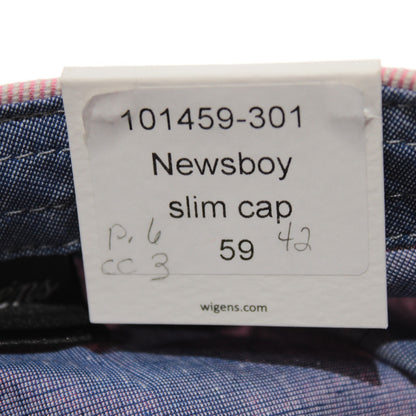 101459-301
Newsboy
slim cap
p. 6
59 42
cc 3
wigens.com